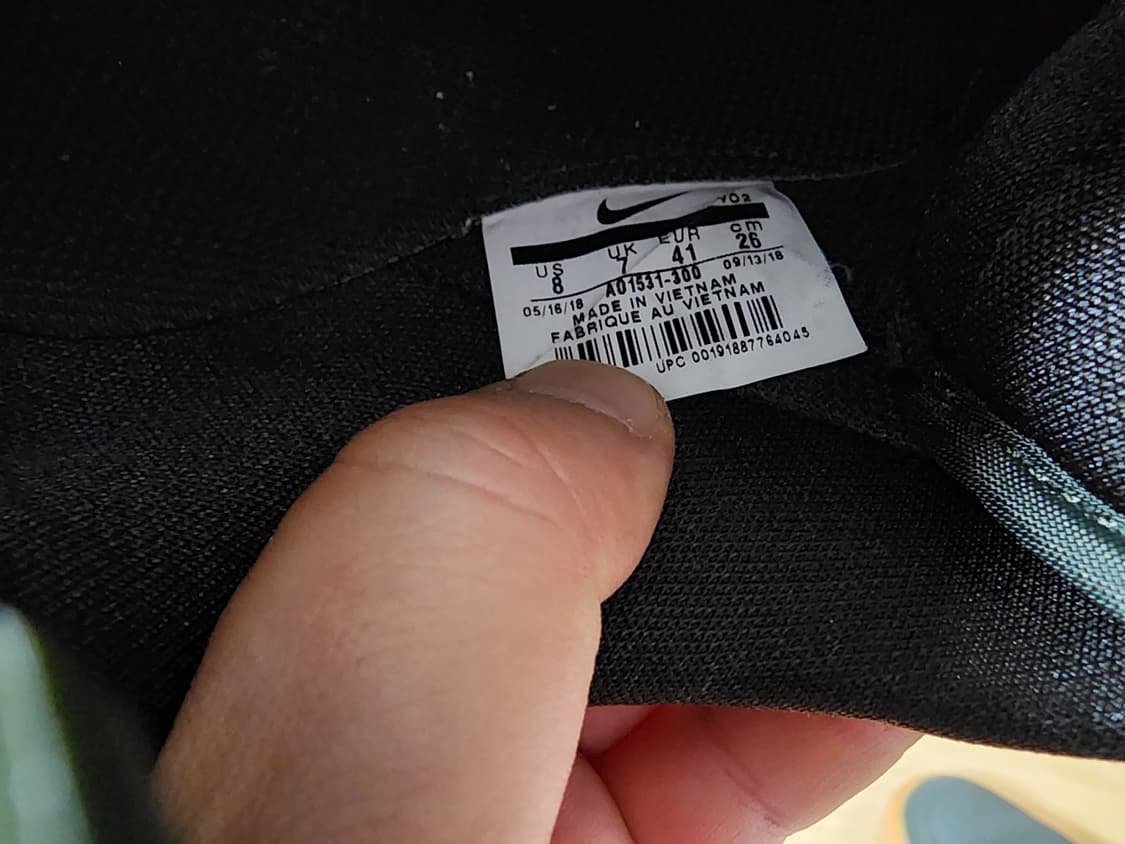 YO2
US UK EUR cm
8 7 41 26
05/16/18 AO1531-300 09/13/18
MADE IN VIETNAM
FABRIQUE AU VIETNAM
UPC 00191887764045